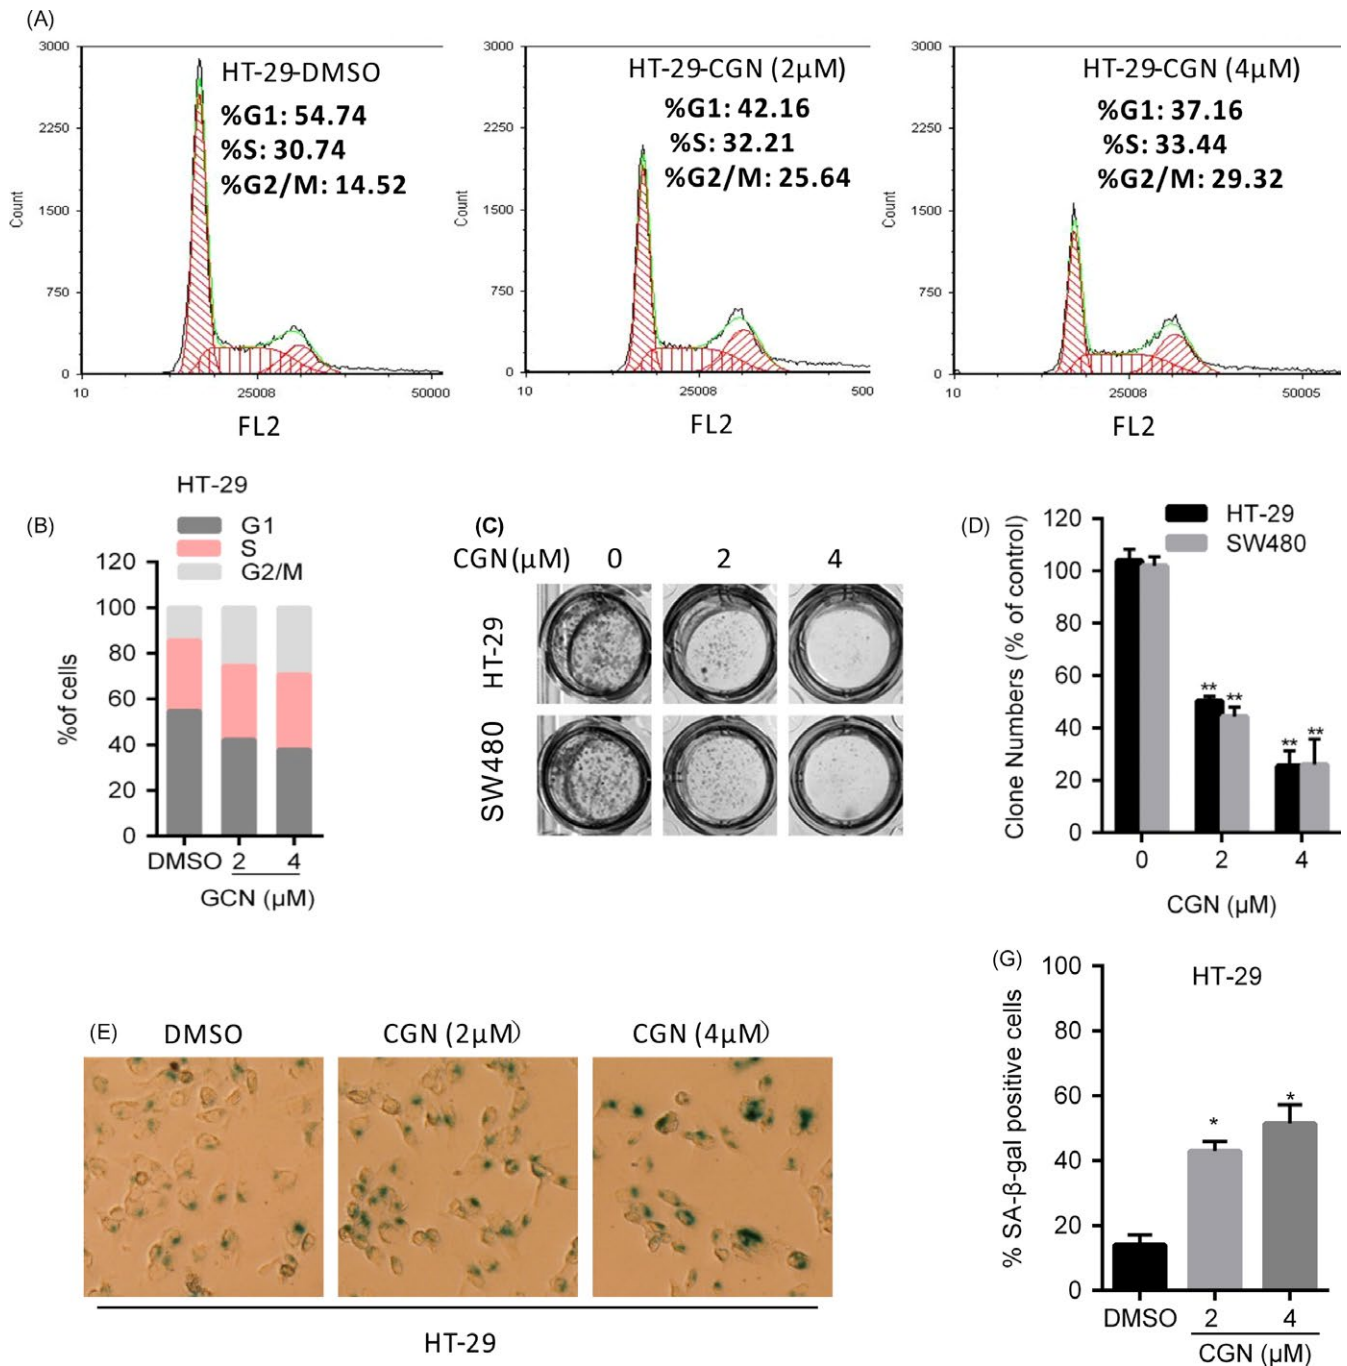 (A)
3000
2250
1500
750
0
Count
10
25008
50000
FL2
HT-29-DMSO
%G1: 54.74
%S: 30.74
%G2/M: 14.52
3000
2250
1500
750
0
Count
10
25008
500
FL2
HT-29-CGN (2µM)
%G1: 42.16
%S: 32.21
%G2/M: 25.64
3000
2250
1500
750
0
Count
10
25008
50005
FL2
HT-29-CGN (4µM)
%G1: 37.16
%S: 33.44
%G2/M: 29.32
(B)
HT-29
G1
S
G2/M
120
100
80
60
40
20
0
%of cells
DMSO 2 4
GCN (µM)
(C)
CGN (µM) 0 2 4
HT-29
SW480
(D)
HT-29
SW480
120
100
80
60
40
20
0
Clone Numbers (% of control)
** **
** **
0 2 4
CGN (µM)
(E)
DMSO CGN (2µM) CGN (4µM)
HT-29
(G)
HT-29
100
80
60
40
20
0
% SA-β-gal positive cells
* *
DMSO 2 4
CGN (µM)